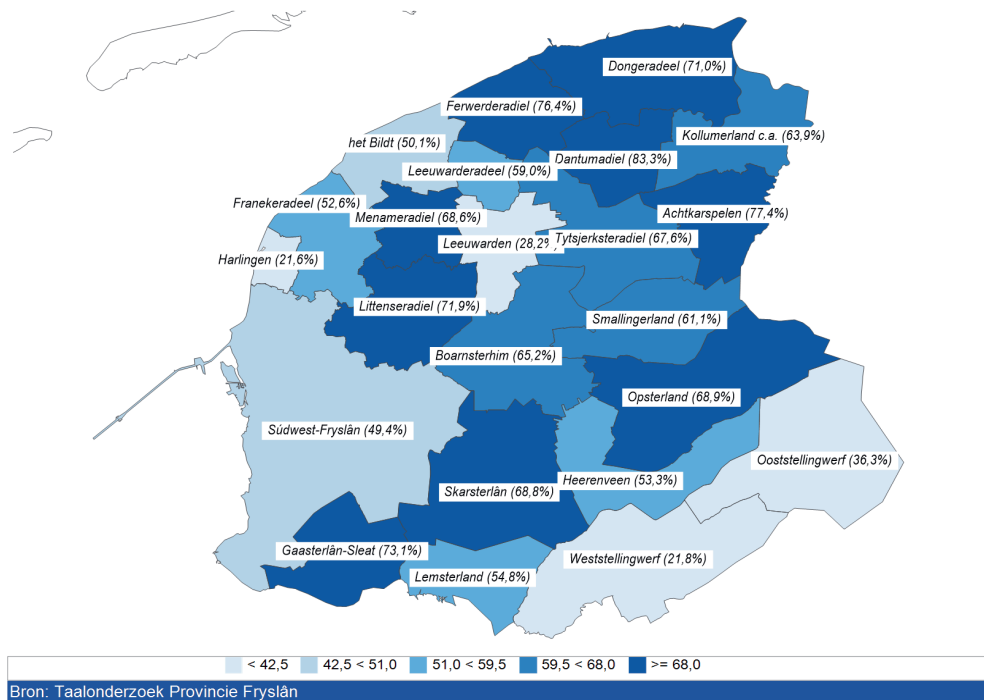 Dongeradeel (71,0%)
Ferwerderadiel (76,4%)
Kollumerland c.a. (63,9%)
het Bildt (50,1%)
Dantumadiel (83,3%)
Leeuwarderadeel (59,0%)
Franekeradeel (52,6%)
Menameradiel (68,6%)
Achtkarspelen (77,4%)
Leeuwarden (28,2%
Tytsjerksteradiel (67,6%)
Harlingen (21,6%)
Littenseradiel (71,9%)
Smallingerland (61,1%)
Boarnsterhim (65,2%)
Opsterland (68,9%)
Súdwest-Fryslân (49,4%)
Ooststellingwerf (36,3%)
Heerenveen (53,3%)
Skarsterlân (68,8%)
Gaasterlân-Sleat (73,1%)
Weststellingwerf (21,8%)
Lemsterland (54,8%)
< 42,5 42,5 < 51,0 51,0 < 59,5 59,5 < 68,0 >= 68,0
Bron: Taalonderzoek Provincie Fryslân